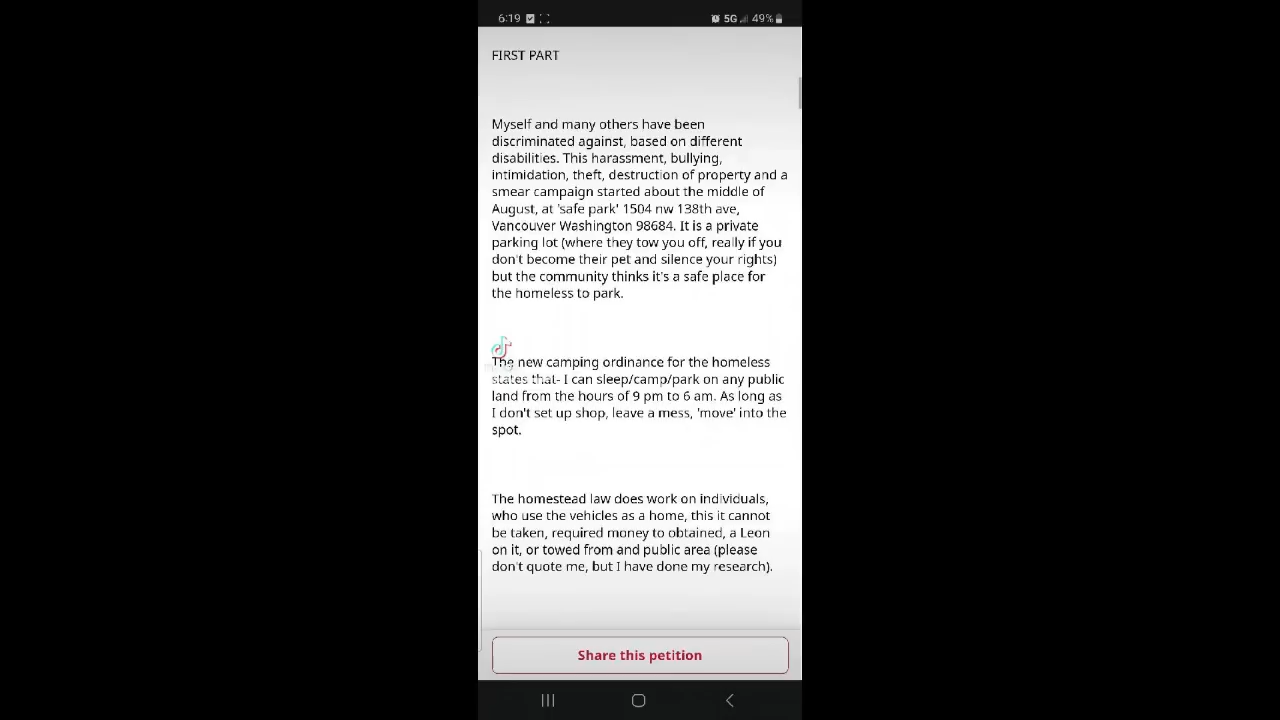 6:19
5G 49%
FIRST PART
Myself and many others have been
discriminated against, based on different
disabilities. This harassment, bullying,
intimidation, theft, destruction of property and a
smear campaign started about the middle of
August, at 'safe park' 1504 nw 138th ave,
Vancouver Washington 98684. It is a private
parking lot (where they tow you off, really if you
don't become their pet and silence your rights)
but the community thinks it's a safe place for
the homeless to park.
The new camping ordinance for the homeless
states that- I can sleep/camp/park on any public
land from the hours of 9 pm to 6 am. As long as
I don't set up shop, leave a mess, 'move' into the
spot.
The homestead law does work on individuals,
who use the vehicles as a home, this it cannot
be taken, required money to obtained, a Leon
on it, or towed from and public area (please
don't quote me, but I have done my research).
Share this petition